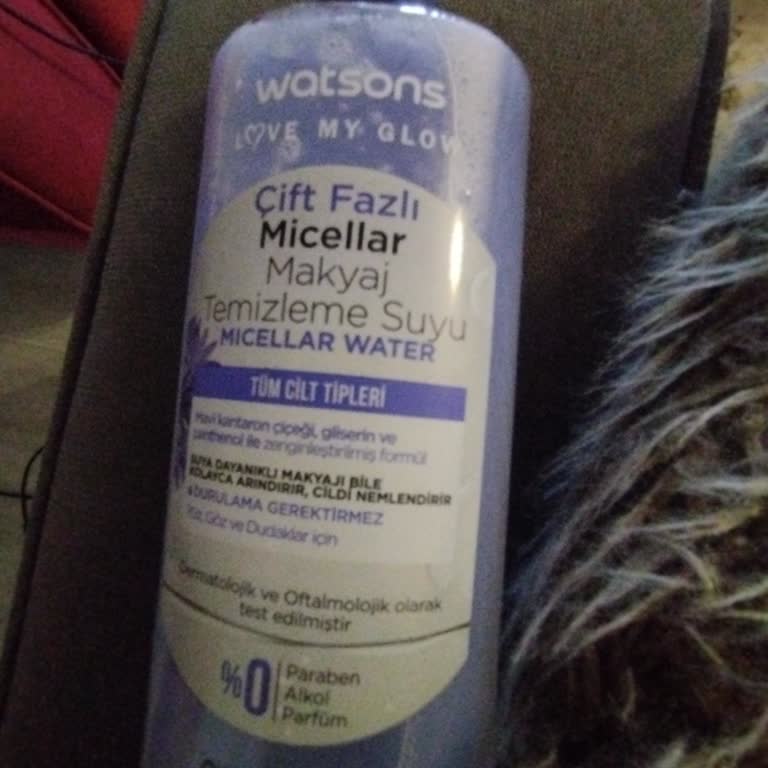 watsons
LOVE MY GLOW
Çift Fazlı
Micellar
Makyaj
Temizleme Suyu
MICELLAR WATER
TÜM CİLT TİPLERİ
Mavi kantaron çiçeği, gliserin ve
panthenol ile zenginleştirilmiş formül
SUYA DAYANIKLI MAKYAJI BİLE
KOLAYCA ARINDIRIR, CİLDİ NEMLENDİRİR
DURULAMA GEREKTİRMEZ
Yüz, Göz ve Dudaklar için
Dermatolojik ve Oftalmolojik olarak
test edilmiştir
%0
Paraben
Alkol
Parfüm